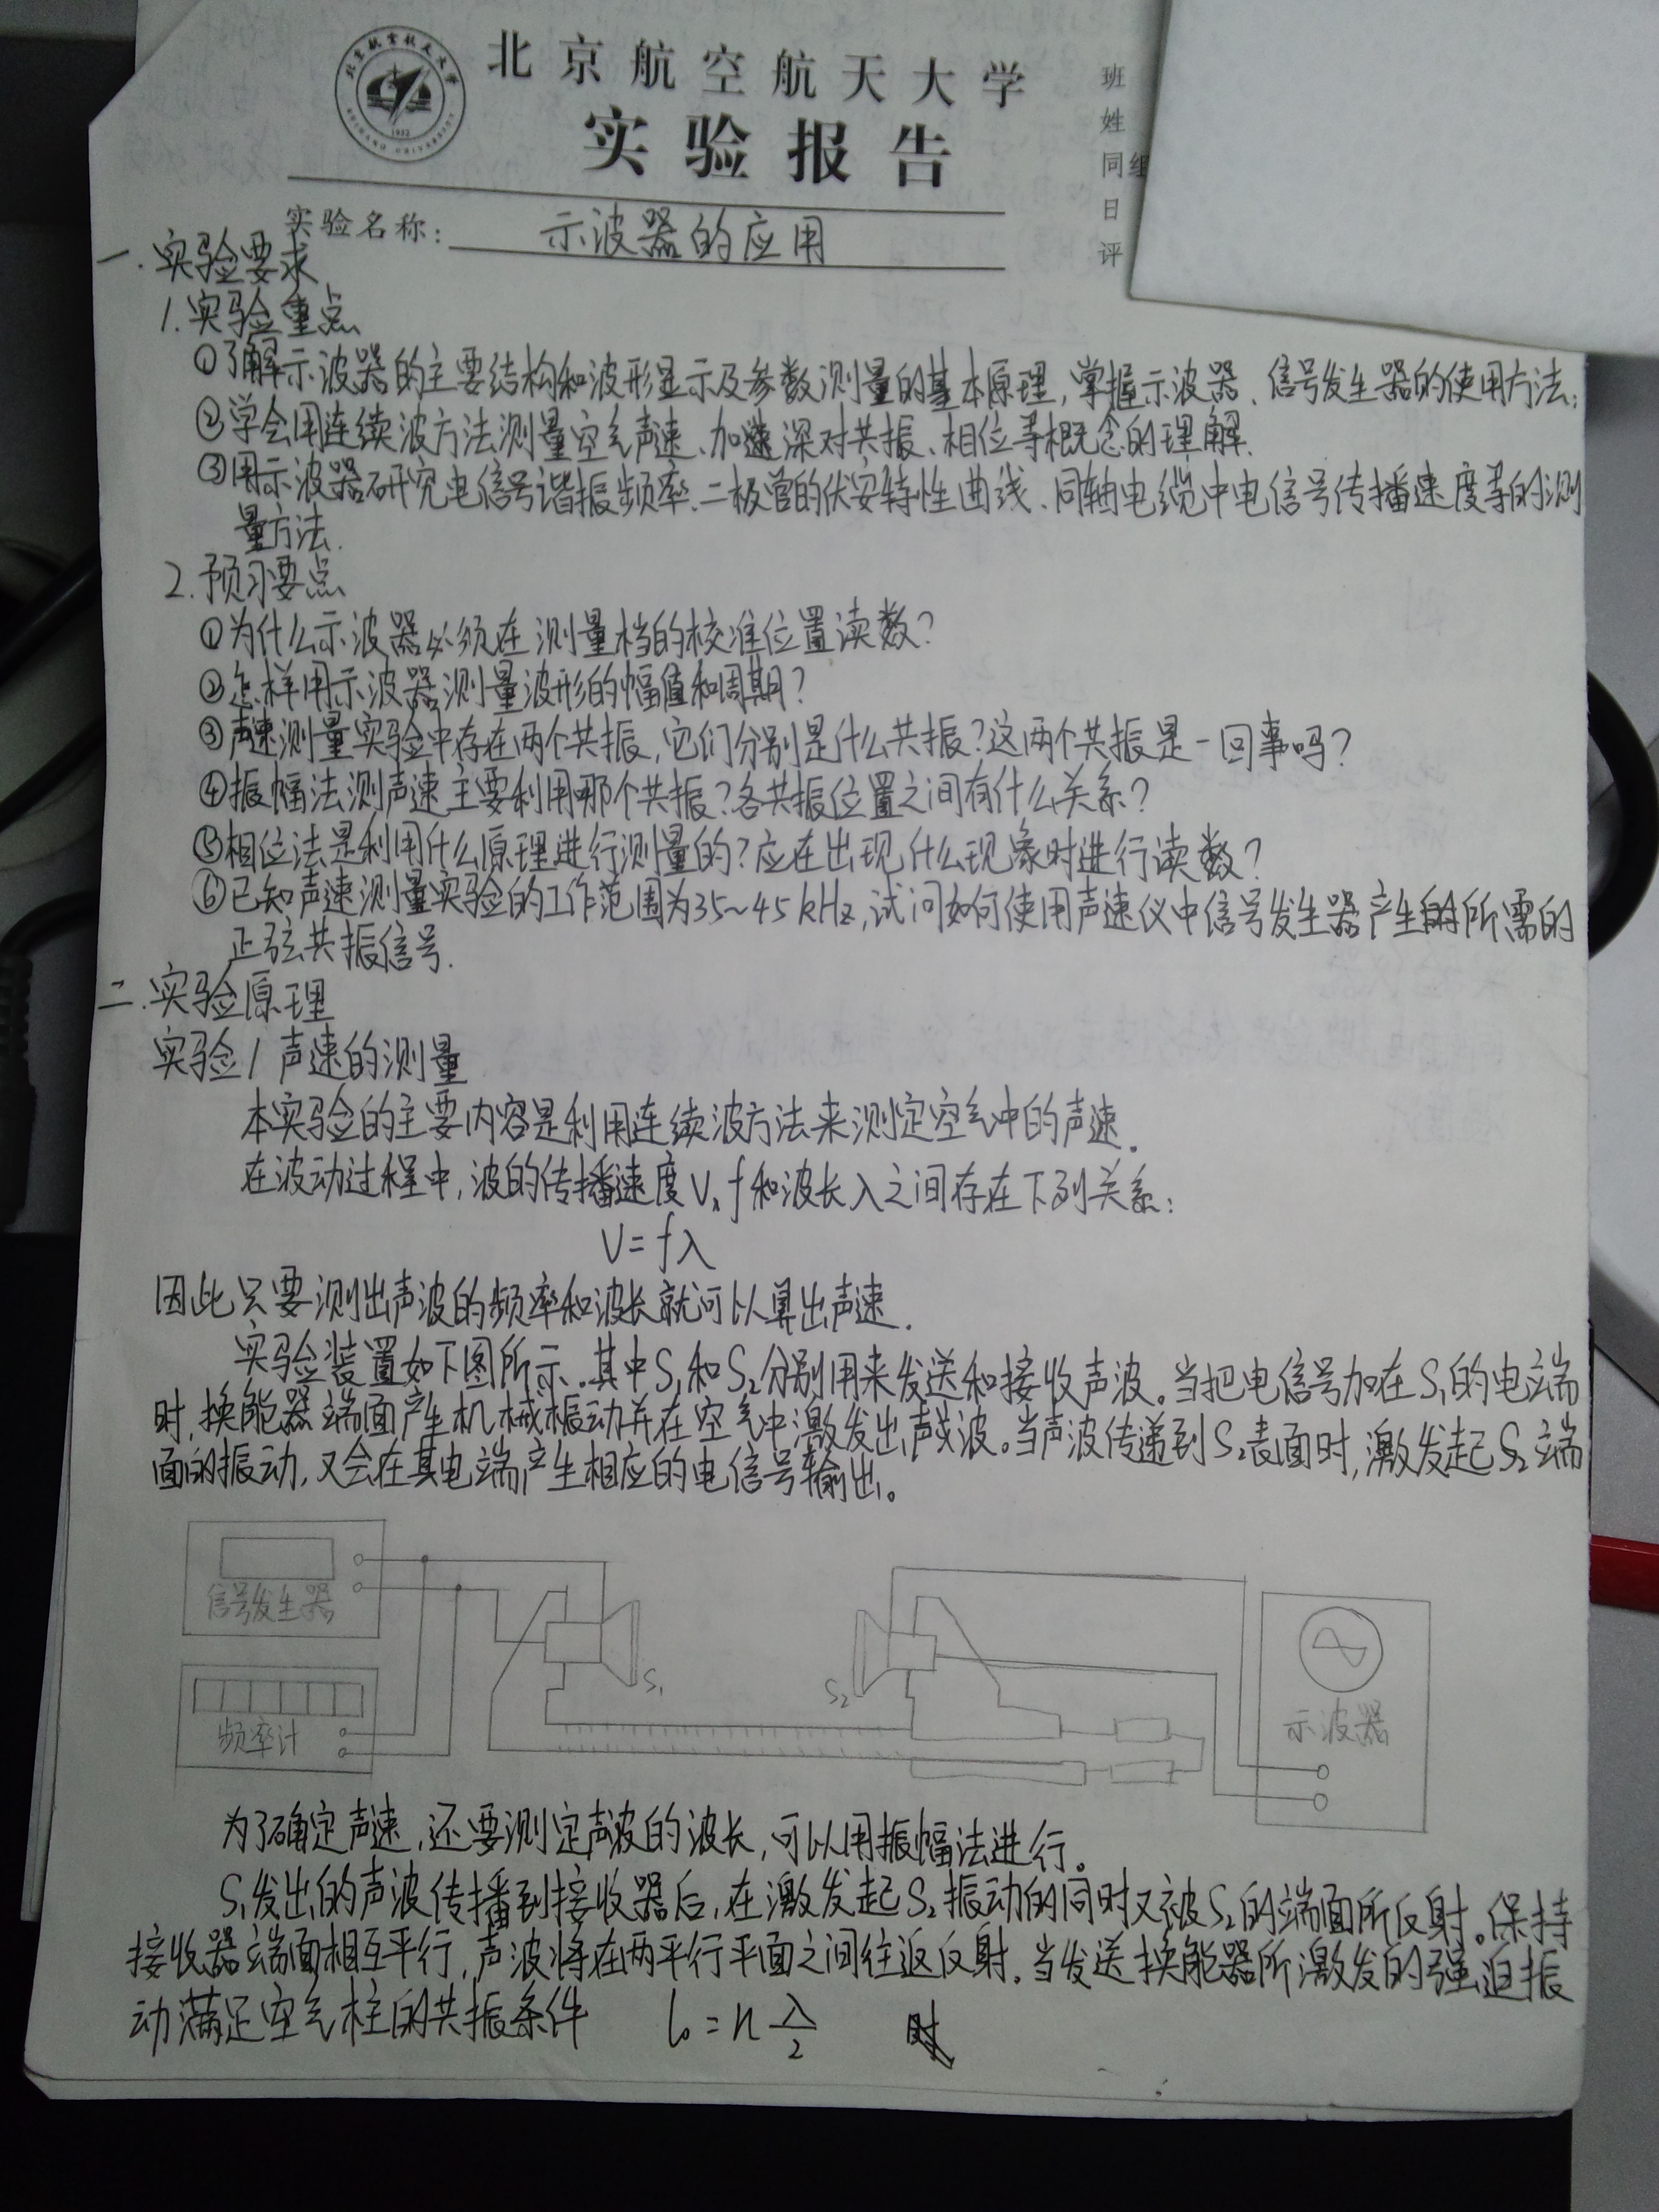 北京航空航天大学
实验报告
班
姓
同组
日
评
实验名称: 示波器的应用
一.实验要求
1.实验重点
①了解示波器的主要结构和波形显示及参数测量的基本原理,掌握示波器、信号发生器的使用方法;
②学会用连续波方法测量空气声速、加深对共振、相位等概念的理解.
③用示波器研究电信号谐振频率、二极管的伏安特性曲线、同轴电缆中电信号传播速度等的测
量方法.
2.预习要点
①为什么示波器必须在测量档的校准位置读数?
②怎样用示波器测量波形的幅值和周期?
③声速测量实验中存在两个共振,它们分别是什么共振?这两个共振是一回事吗?
④振幅法测声速主要利用哪个共振?各共振位置之间有什么关系?
⑤相位法是利用什么原理进行测量的?应在出现什么现象时进行读数?
⑥已知声速测量实验的工作范围为35~45kHz,试问如何使用声速仪中信号发生器产生所需的
正弦共振信号.
二.实验原理
实验1 声速的测量
本实验的主要内容是利用连续波方法来测定空气中的声速.
在波动过程中,波的传播速度V、f和波长λ之间存在下列关系:
V=fλ
因此只要测出声波的频率和波长就可以算出声速.
实验装置如下图所示.其中S₁和S₂分别用来发送和接收声波。当把电信号加在S₁的电端
时,换能器端面产生机械振动并在空气中激发出声波。当声波传递到S₂表面时,激发起S₂端
面的振动,又会在其电端产生相应的电信号输出。
信号发生器
S₁
S₂
频率计
示波器
为了确定声速,还要测定声波的波长,可以用振幅法进行。
S₁发出的声波传播到接收器后,在激发起S₂振动的同时又被S₂的端面所反射。保持
接收器端面相互平行,声波将在两平行平面之间往返反射.当发送换能器所激发的强迫振
动满足空气柱的共振条件 l₀=nλ/2